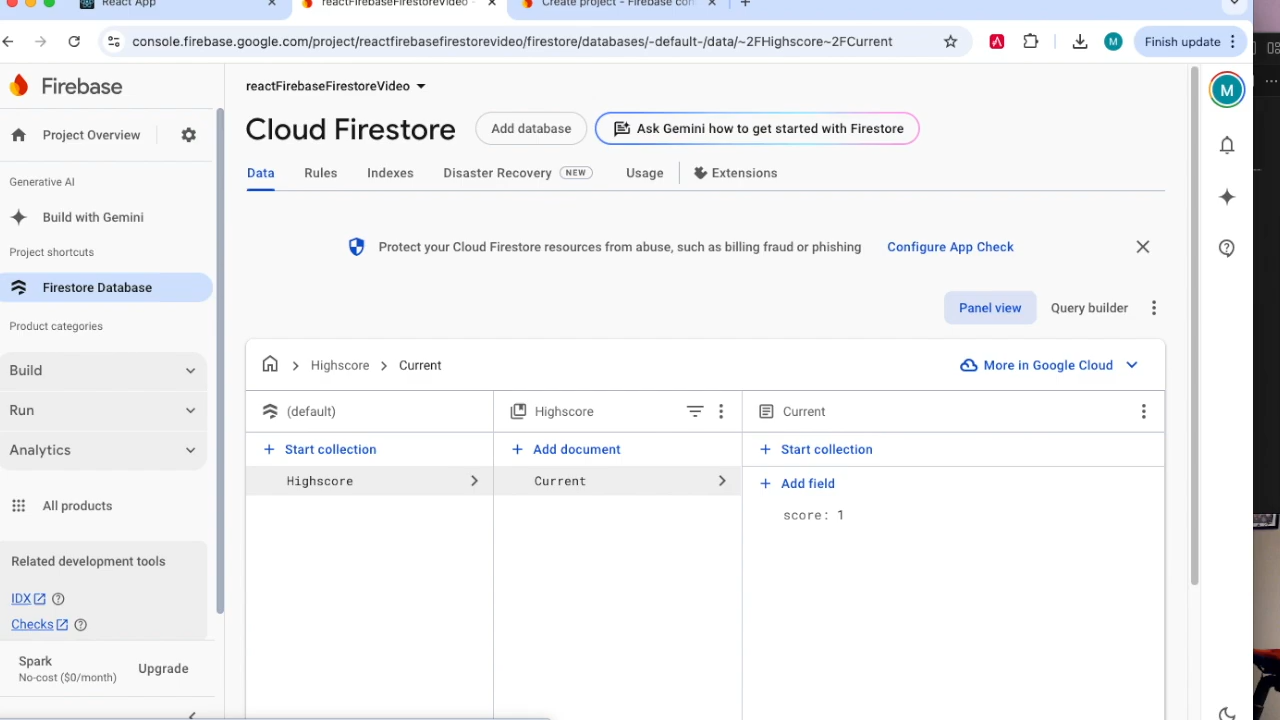 React App
reactFirebaseFirestoreVideo -
Create project - Firebase con
console.firebase.google.com/project/reactfirebasefirestorevideo/firestore/databases/-default-/data/~2FHighscore~2FCurrent
M
Finish update
Firebase
reactFirebaseFirestoreVideo
M
Project Overview
Cloud Firestore
Add database
Ask Gemini how to get started with Firestore
Generative AI
Build with Gemini
Data
Rules
Indexes
Disaster Recovery
NEW
Usage
Extensions
Project shortcuts
Firestore Database
Protect your Cloud Firestore resources from abuse, such as billing fraud or phishing
Configure App Check
Product categories
Panel view
Query builder
Build
Run
Analytics
All products
Highscore
Current
More in Google Cloud
(default)
Highscore
Current
+ Start collection
+ Add document
+ Start collection
Highscore
Current
+ Add field
score: 1
Related development tools
IDX
Checks
Spark
No-cost ($0/month)
Upgrade